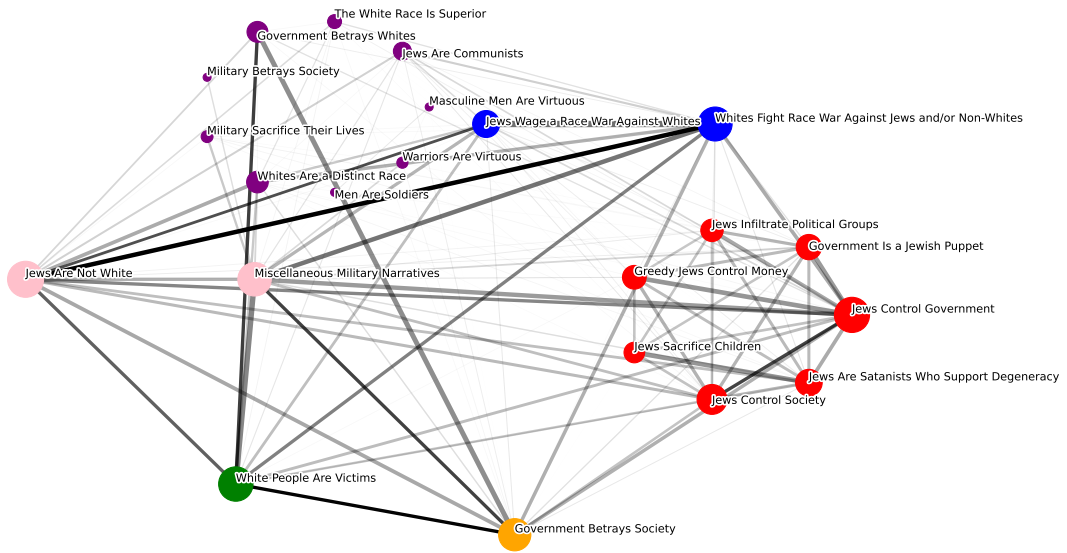 The White Race Is Superior
Government Betrays Whites
Jews Are Communists
Military Betrays Society
Masculine Men Are Virtuous
Jews Wage a Race War Against Whites
Whites Fight Race War Against Jews and/or Non-Whites
Military Sacrifice Their Lives
Warriors Are Virtuous
Whites Are a Distinct Race
Men Are Soldiers
Jews Infiltrate Political Groups
Government Is a Jewish Puppet
Jews Are Not White
Miscellaneous Military Narratives
Greedy Jews Control Money
Jews Control Government
Jews Sacrifice Children
Jews Are Satanists Who Support Degeneracy
Jews Control Society
White People Are Victims
Government Betrays Society